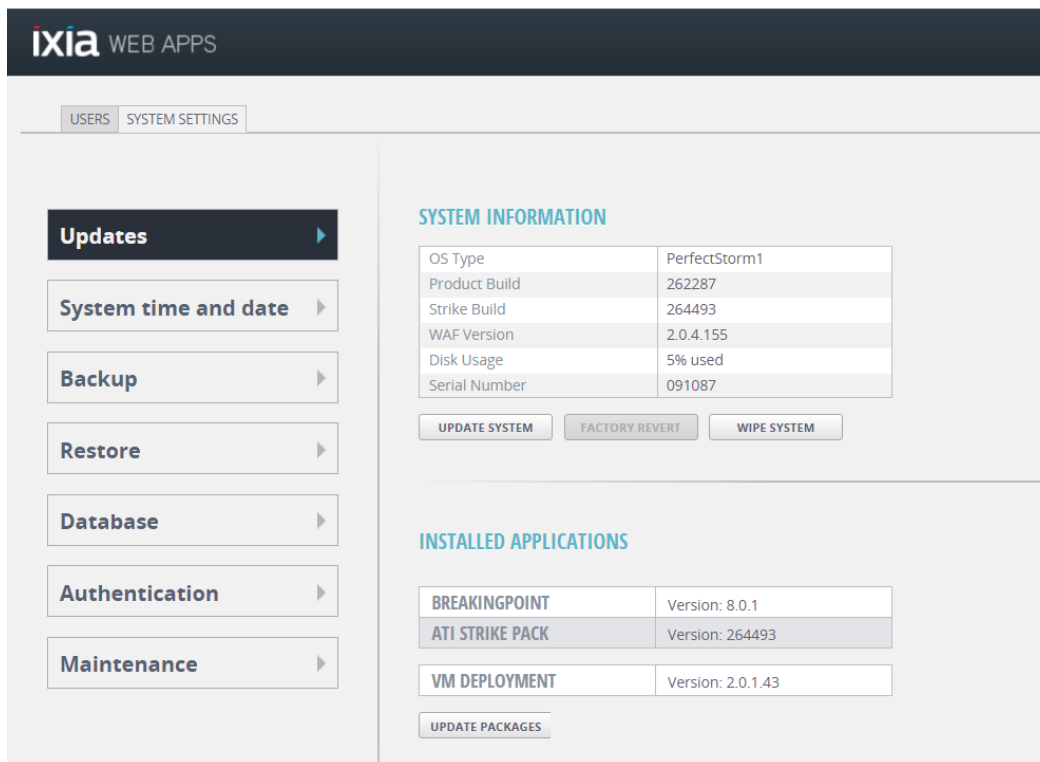 ixia WEB APPS
USERS SYSTEM SETTINGS
Updates
System time and date
Backup
Restore
Database
Authentication
Maintenance
SYSTEM INFORMATION
OS Type PerfectStorm1
Product Build 262287
Strike Build 264493
WAF Version 2.0.4.155
Disk Usage 5% used
Serial Number 091087
UPDATE SYSTEM FACTORY REVERT WIPE SYSTEM
INSTALLED APPLICATIONS
BREAKINGPOINT Version: 8.0.1
ATI STRIKE PACK Version: 264493
VM DEPLOYMENT Version: 2.0.1.43
UPDATE PACKAGES